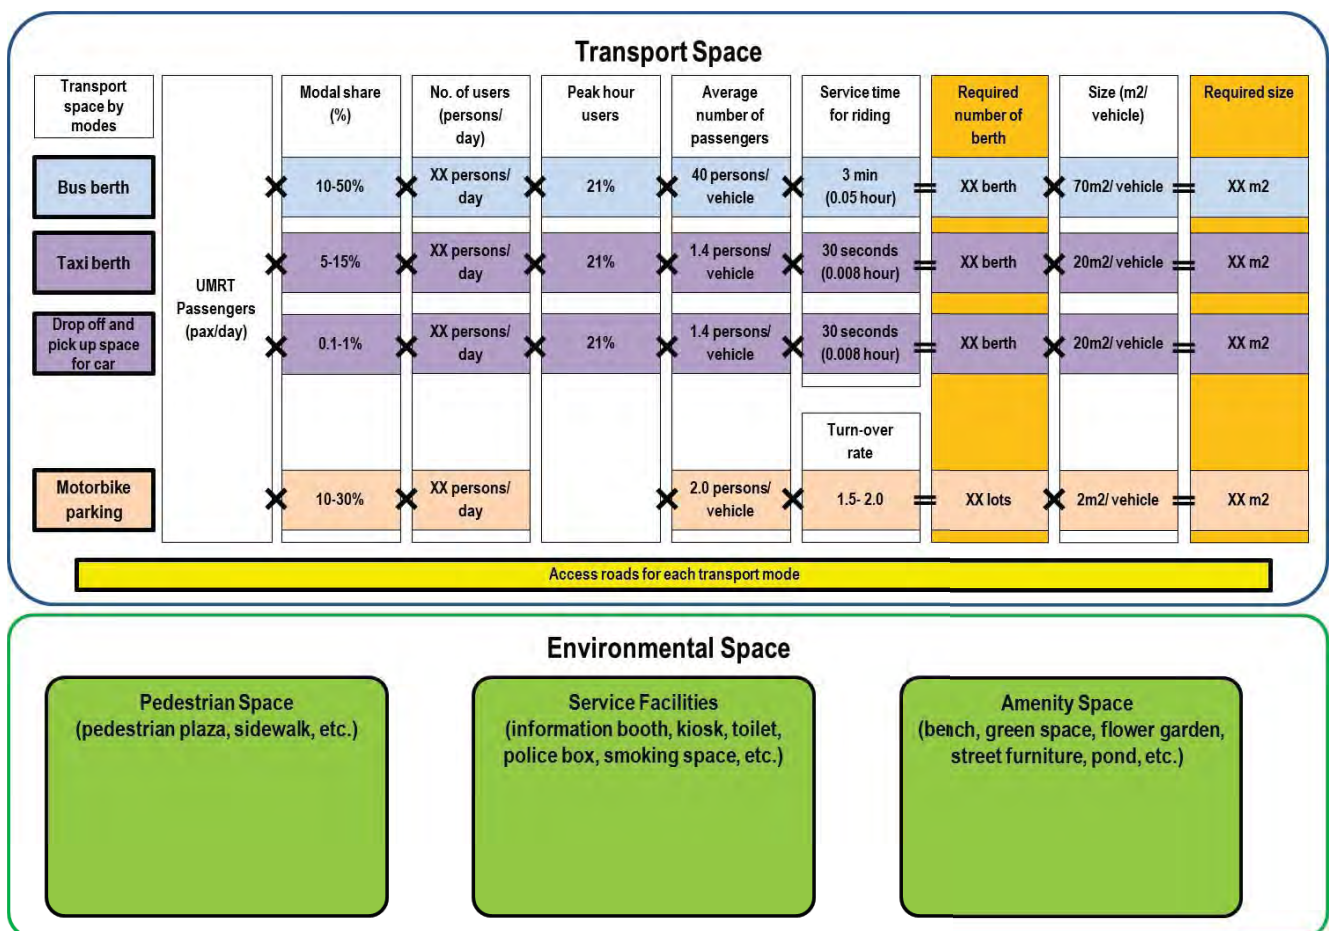 Transport Space
Transport
space by
modes
Modal share
(%)
No. of users
(persons/
day)
Peak hour
users
Average
number of
passengers
Service time
for riding
Required
number of
berth
Size (m2/
vehicle)
Required size
UMRT
Passengers
(pax/day)
Bus berth
10-50%
XX persons/
day
21%
40 persons/
vehicle
3 min
(0.05 hour)
XX berth
70m2/ vehicle
XX m2
Taxi berth
5-15%
XX persons/
day
21%
1.4 persons/
vehicle
30 seconds
(0.008 hour)
XX berth
20m2/ vehicle
XX m2
Drop off and
pick up space
for car
0.1-1%
XX persons/
day
21%
1.4 persons/
vehicle
30 seconds
(0.008 hour)
XX berth
20m2/ vehicle
XX m2
Turn-over
rate
Motorbike
parking
10-30%
XX persons/
day
2.0 persons/
vehicle
1.5- 2.0
XX lots
2m2/ vehicle
XX m2
Access roads for each transport mode
Environmental Space
Pedestrian Space
(pedestrian plaza, sidewalk, etc.)
Service Facilities
(information booth, kiosk, toilet,
police box, smoking space, etc.)
Amenity Space
(bench, green space, flower garden,
street furniture, pond, etc.)